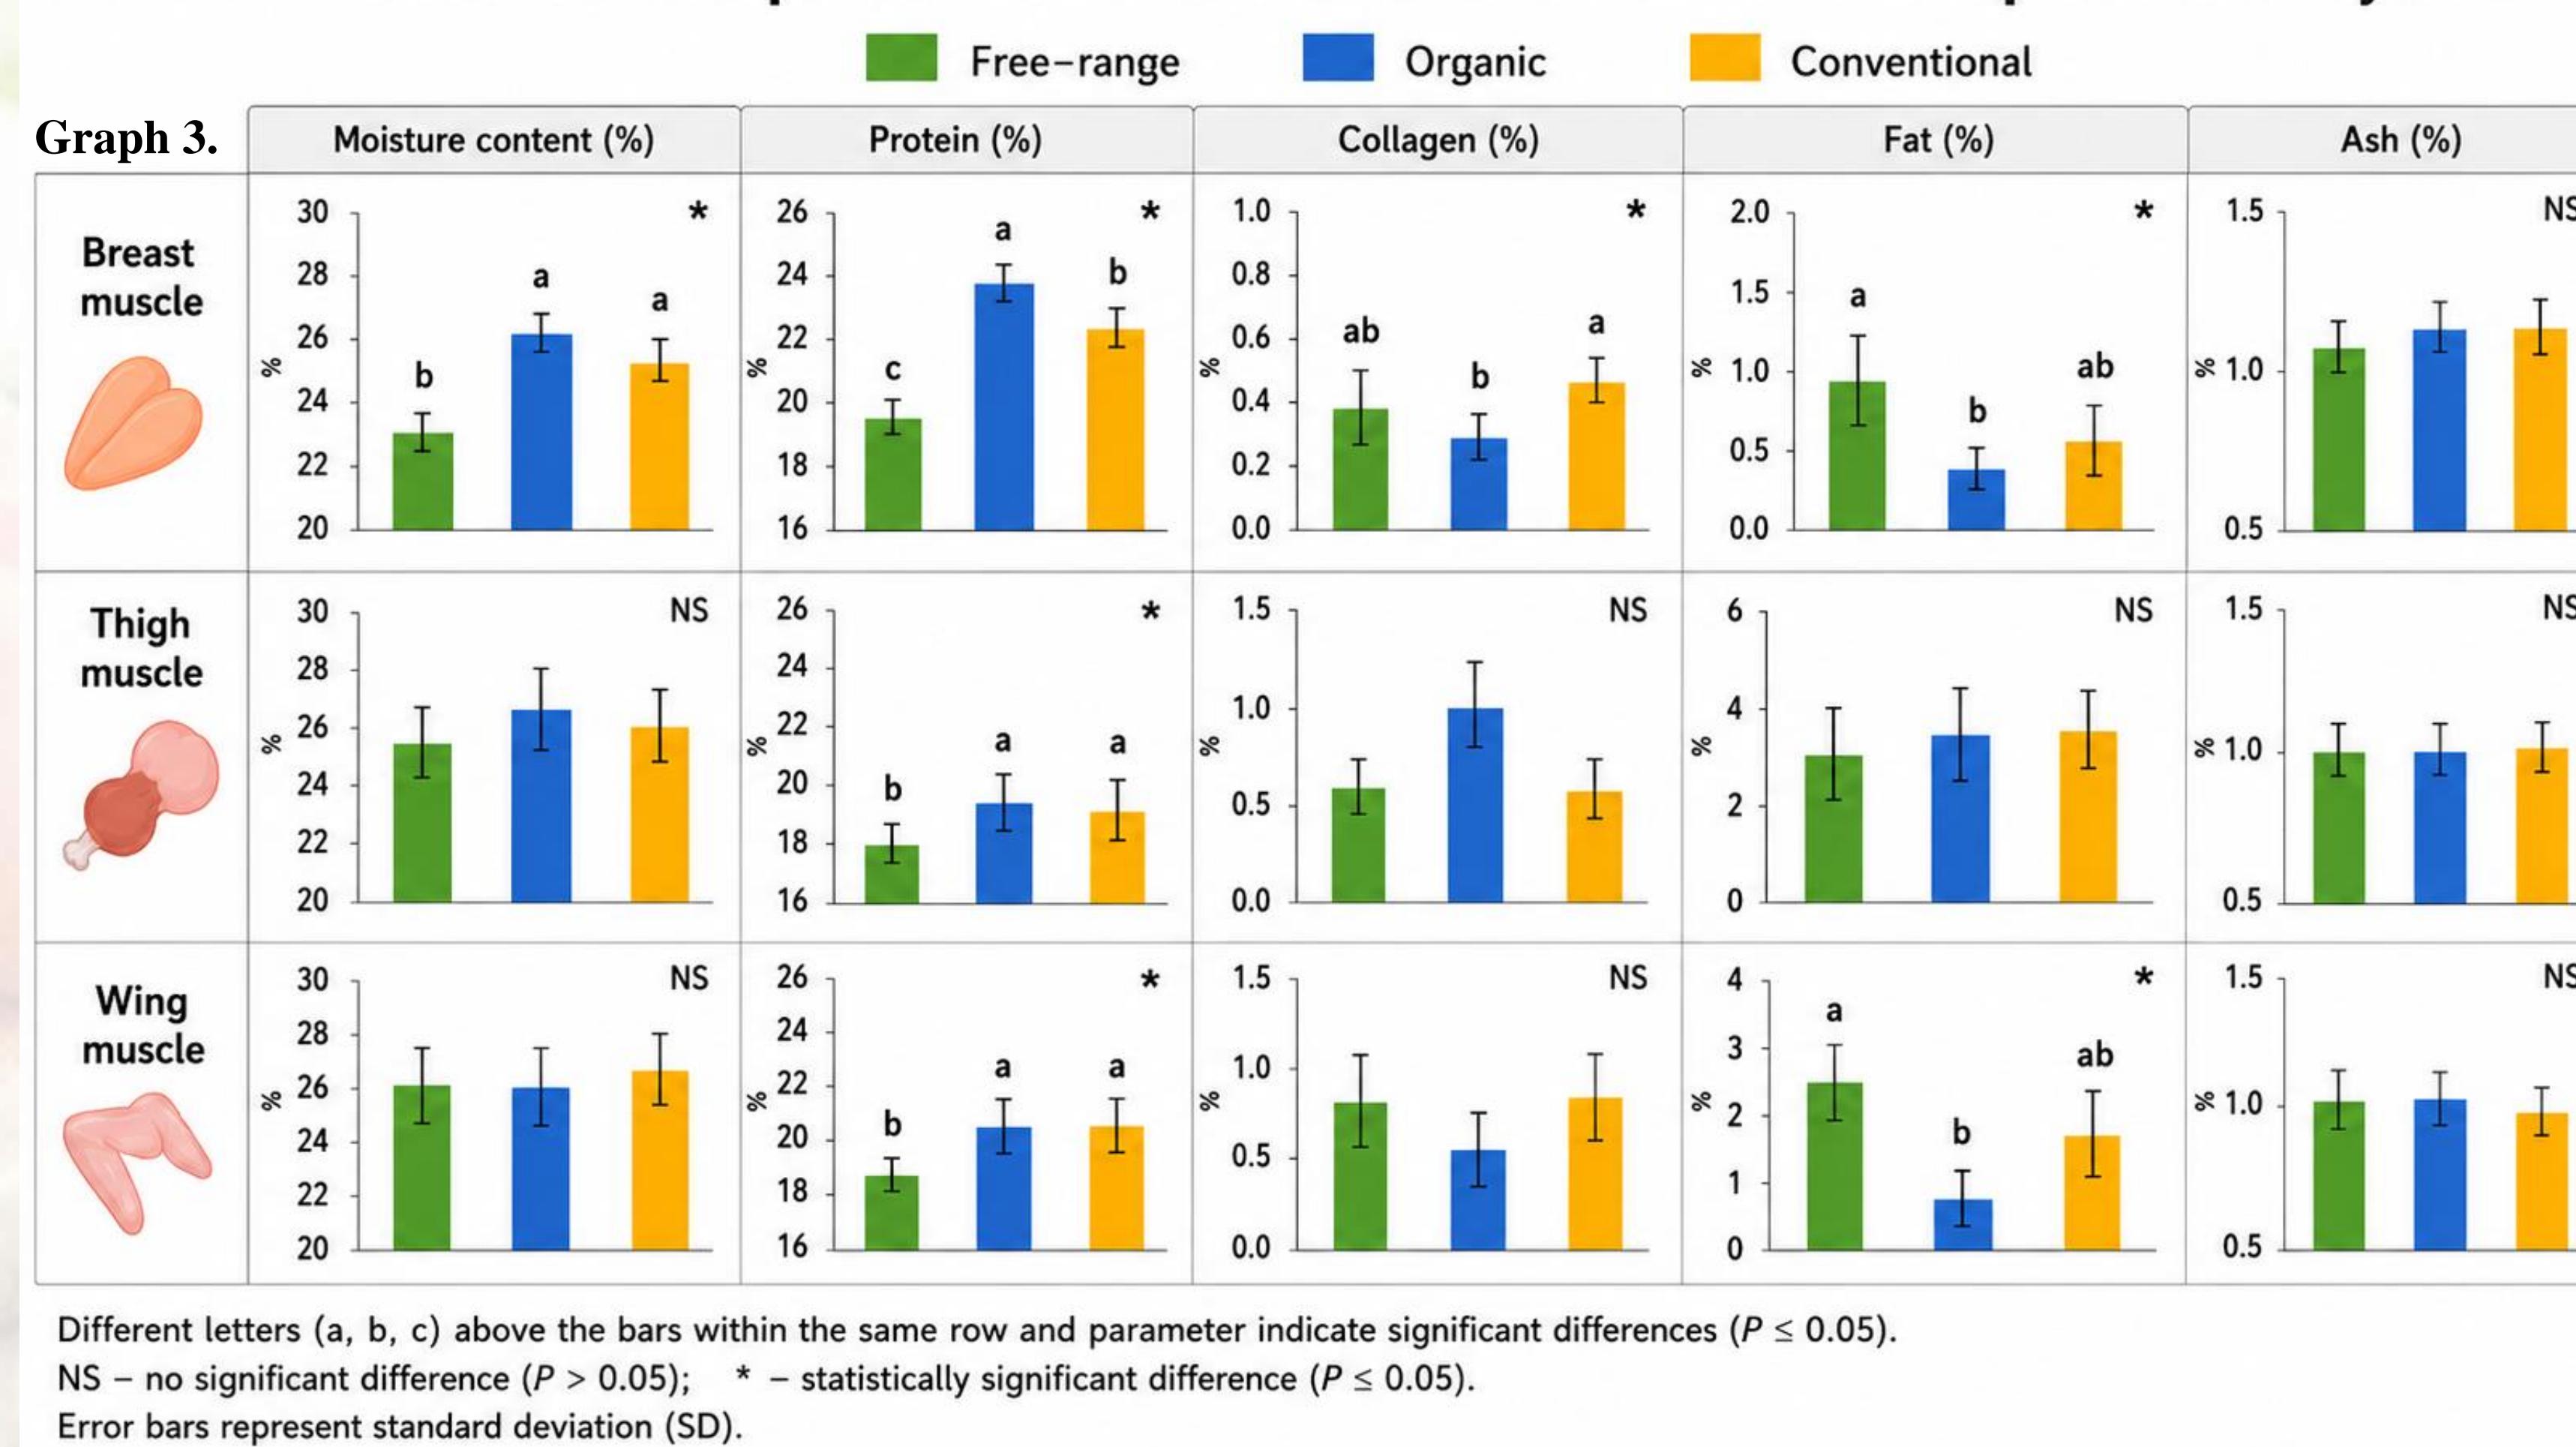 Free-range Organic Conventional
Graph 3. Moisture content (%) Protein (%) Collagen (%) Fat (%) Ash (%)
Breast
muscle
30 28 26 24 22 20
%
b a a
*
26 24 22 20 18 16
%
c a b
*
1.0 0.8 0.6 0.4 0.2 0.0
%
ab b a
*
2.0 1.5 1.0 0.5 0.0
%
a b ab
*
1.5 1.0 0.5
%
NS
Thigh
muscle
30 28 26 24 22 20
%
NS
26 24 22 20 18 16
%
b a a
*
1.5 1.0 0.5 0.0
%
NS
6 4 2 0
%
NS
1.5 1.0 0.5
%
NS
Wing
muscle
30 28 26 24 22 20
%
NS
26 24 22 20 18 16
%
b a a
*
1.5 1.0 0.5 0.0
%
NS
4 3 2 1 0
%
a b ab
*
1.5 1.0 0.5
%
NS
Different letters (a, b, c) above the bars within the same row and parameter indicate significant differences (P ≤ 0.05).
NS – no significant difference (P > 0.05); * – statistically significant difference (P ≤ 0.05).
Error bars represent standard deviation (SD).